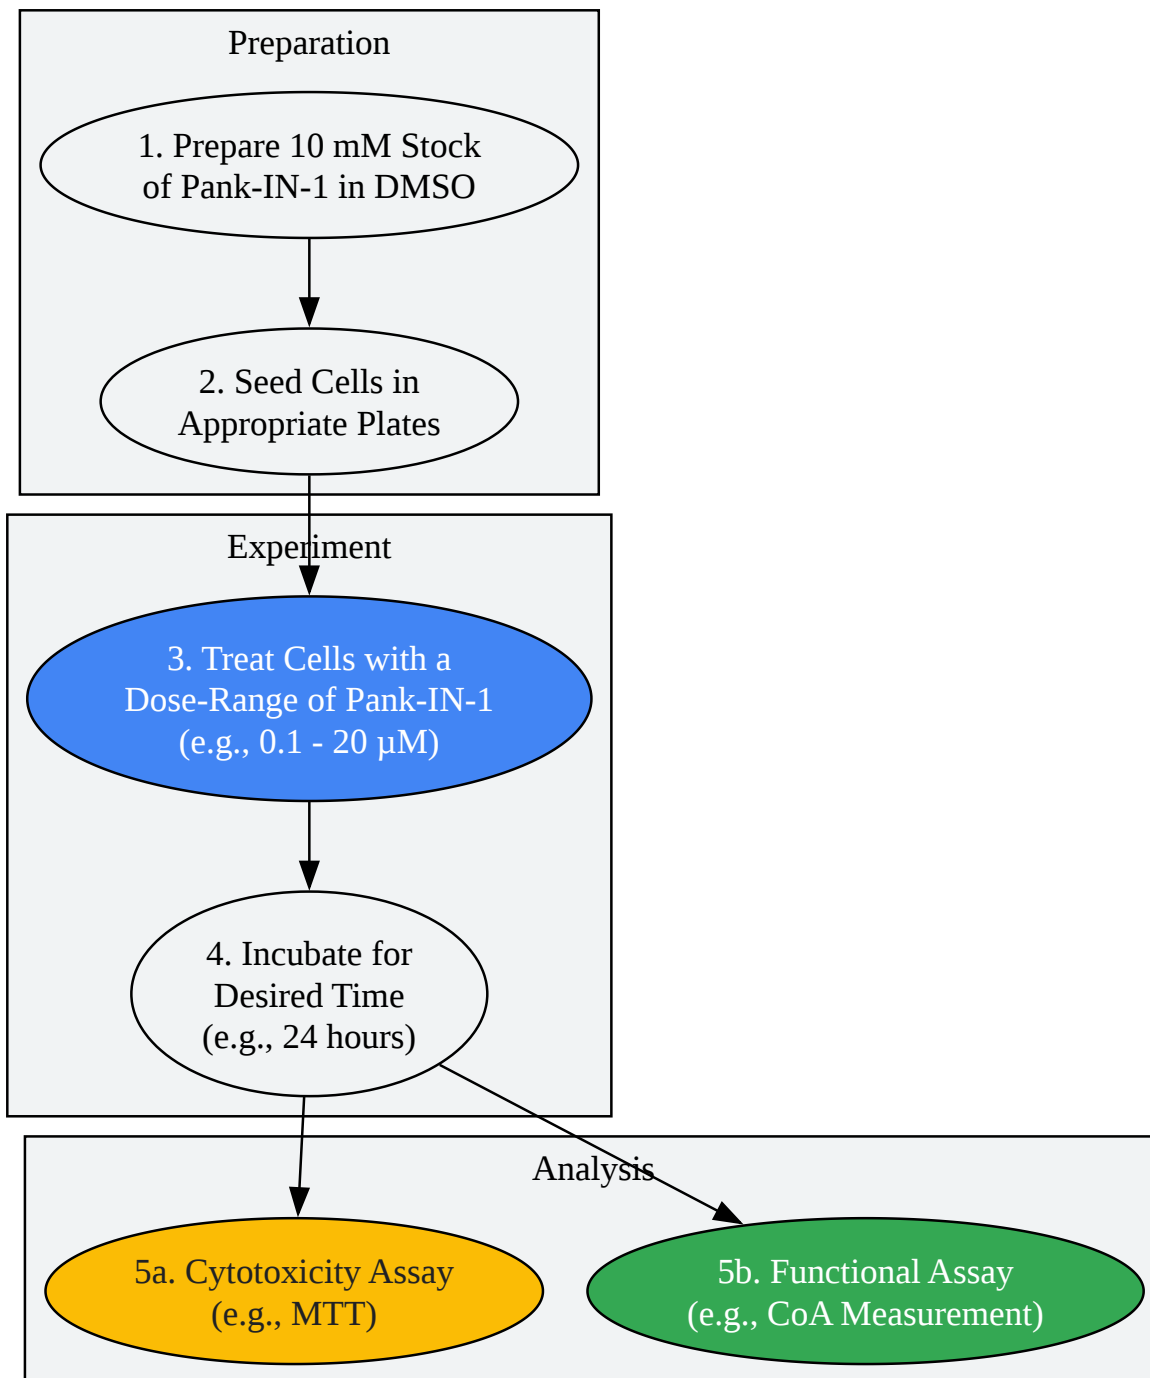 Preparation
1. Prepare 10 mM Stock
of Pank-IN-1 in DMSO
2. Seed Cells in
Appropriate Plates
Experiment
3. Treat Cells with a
Dose-Range of Pank-IN-1
(e.g., 0.1 - 20 µM)
4. Incubate for
Desired Time
(e.g., 24 hours)
Analysis
5a. Cytotoxicity Assay
(e.g., MTT)
5b. Functional Assay
(e.g., CoA Measurement)